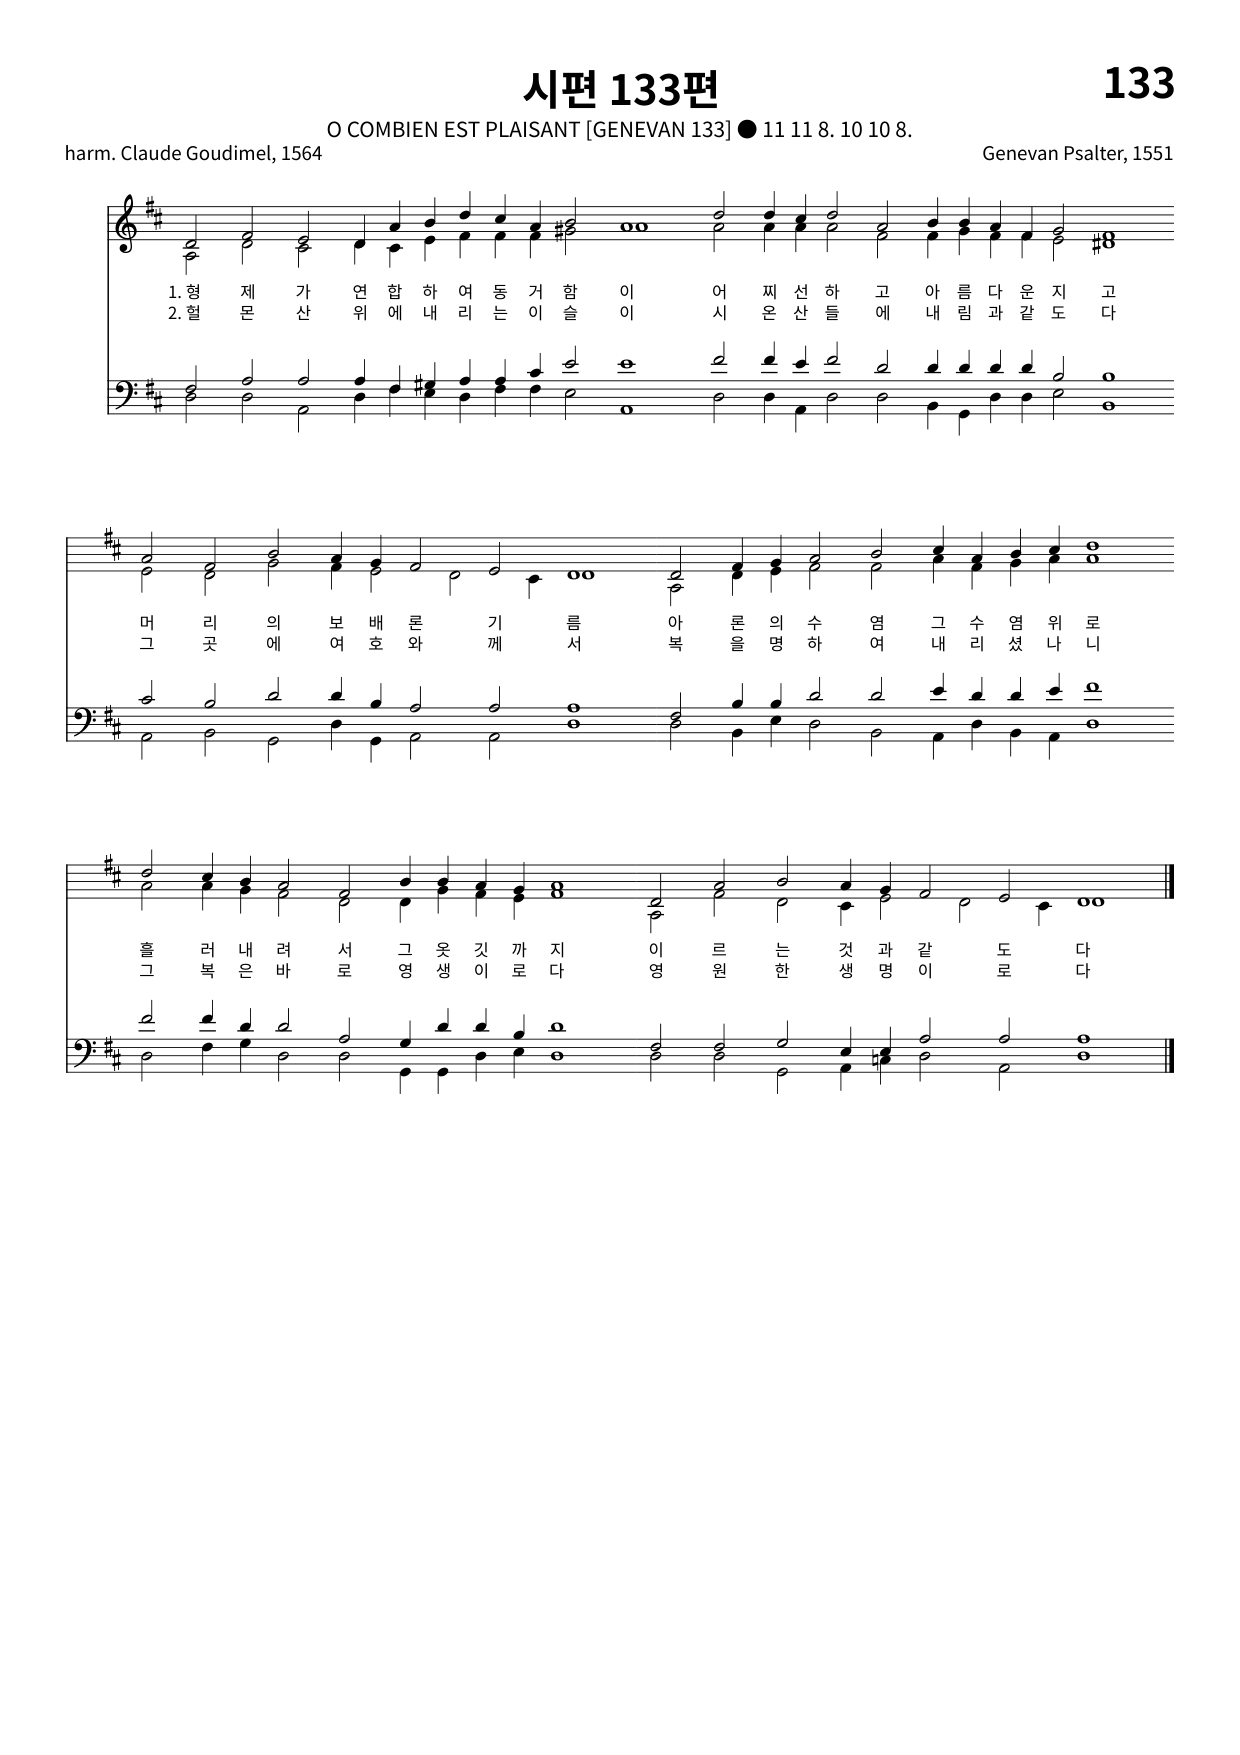 133
시편 133편
O COMBIEN EST PLAISANT [GENEVAN 133] ● 11 11 8. 10 10 8.
harm. Claude Goudimel, 1564
Genevan Psalter, 1551
1. 형 제 가 연 합 하 여 동 거 함 이 어 찌 선 하 고 아 름 다 운 지 고
2. 헐 몬 산 위 에 내 리 는 이 슬 이 시 온 산 들 에 내 림 과 같 도 다
머 리 의 보 배 론 기 름 아 론 의 수 염 그 수 염 위 로
그 곳 에 여 호 와 께 서 복 을 명 하 여 내 리 셨 나 니
흘 러 내 려 서 그 옷 깃 까 지 이 르 는 것 과 같 도 다
그 복 은 바 로 영 생 이 로 다 영 원 한 생 명 이 로 다